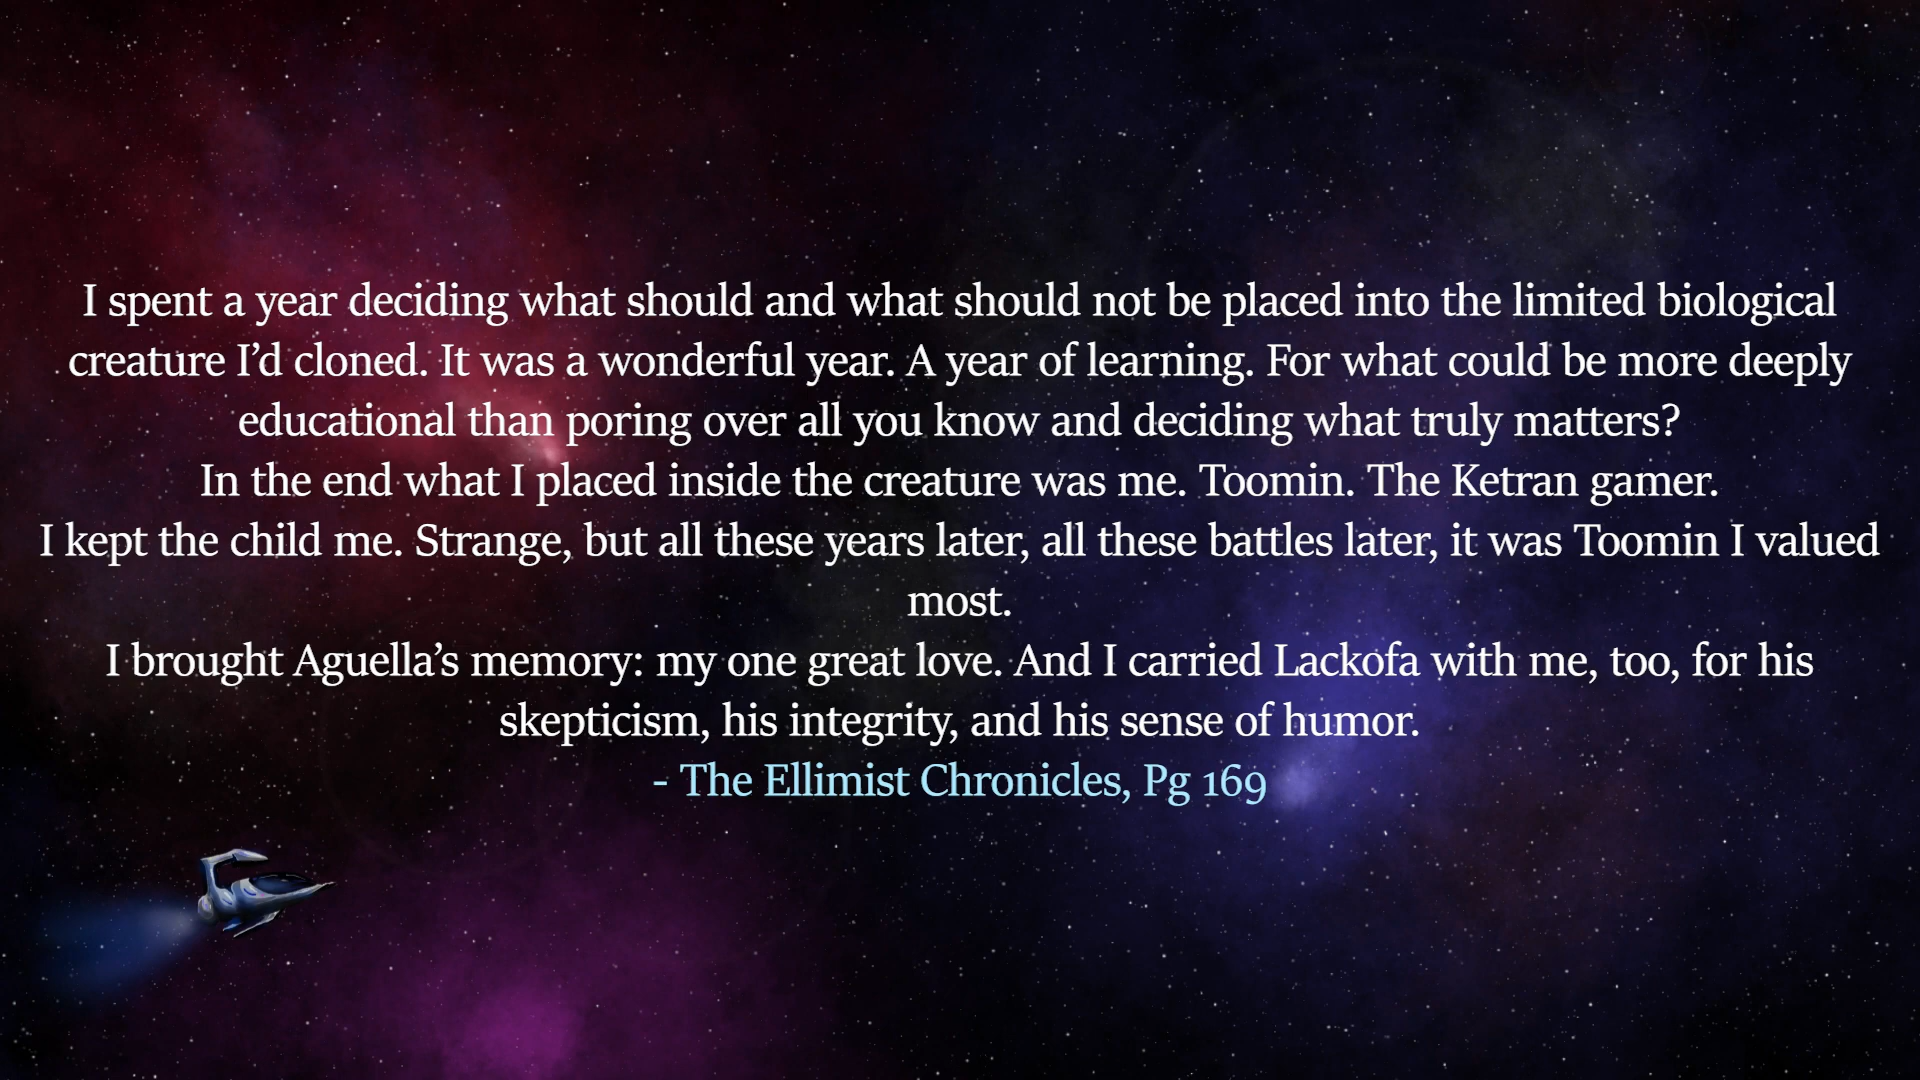 I spent a year deciding what should and what should not be placed into the limited biological
creature I’d cloned. It was a wonderful year. A year of learning. For what could be more deeply
educational than poring over all you know and deciding what truly matters?
In the end what I placed inside the creature was me. Toomin. The Ketran gamer.
I kept the child me. Strange, but all these years later, all these battles later, it was Toomin I valued
most.
I brought Aguella’s memory: my one great love. And I carried Lackofa with me, too, for his
skepticism, his integrity, and his sense of humor.
- The Ellimist Chronicles, Pg 169